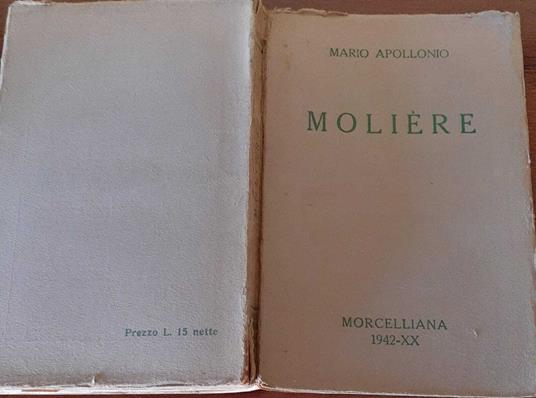 MARIO APOLLONIO
MOLIÈRE
MORCELLIANA
1942-XX
Prezzo L. 15 nette